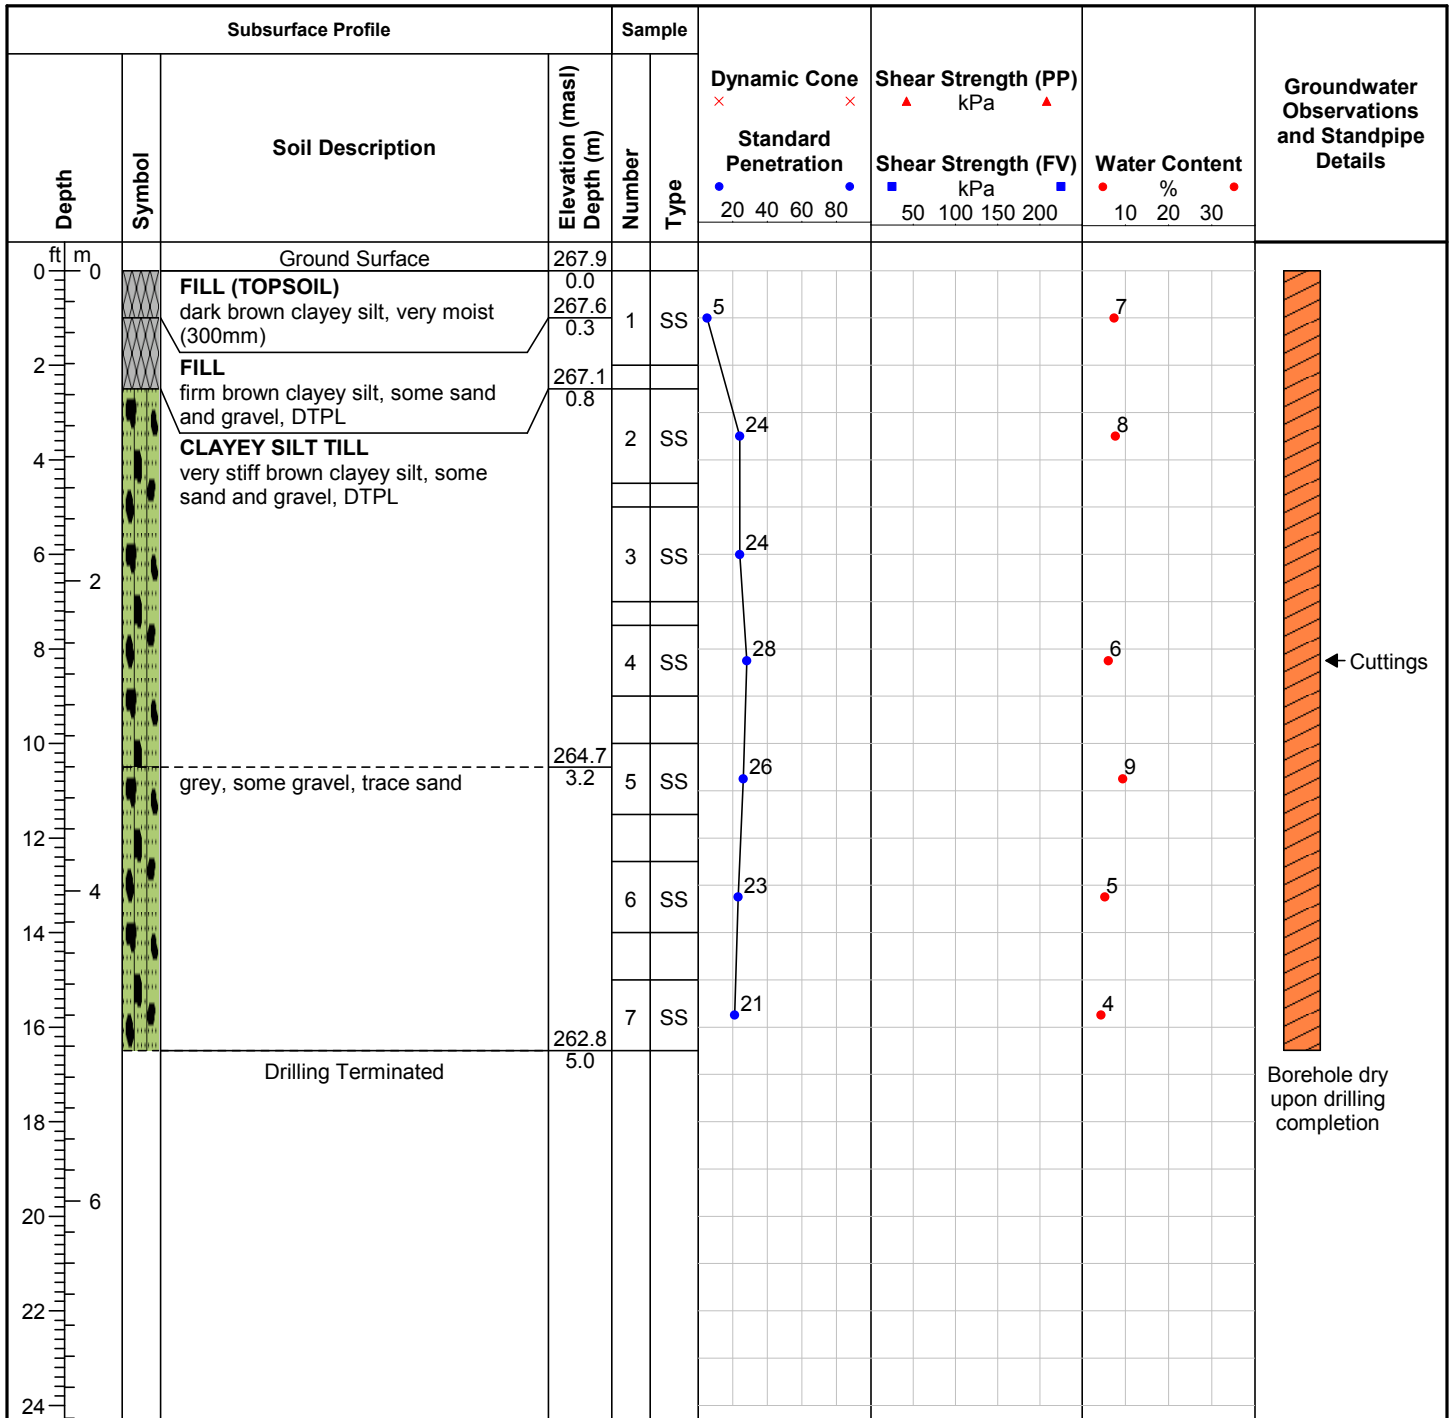 Subsurface Profile
Sample
Depth
Symbol
Soil Description
Elevation (masl)
Depth (m)
Number
Type
Dynamic Cone
Standard
Penetration
20 40 60 80
Shear Strength (PP)
kPa
Shear Strength (FV)
kPa
50 100 150 200
Water Content
%
10 20 30
Groundwater
Observations
and Standpipe
Details
ft m
Ground Surface
267.9
0 0
0.0
FILL (TOPSOIL)
dark brown clayey silt, very moist
(300mm)
267.6
0.3
1 SS
5
7
2
FILL
firm brown clayey silt, some sand
and gravel, DTPL
267.1
0.8
2 SS
24
8
4
CLAYEY SILT TILL
very stiff brown clayey silt, some
sand and gravel, DTPL
6
3 SS
24
2
8
4 SS
28
6
Cuttings
10
264.7
3.2
grey, some gravel, trace sand
5 SS
26
9
12
4
6 SS
23
5
14
7 SS
21
4
16
262.8
5.0
Drilling Terminated
Borehole dry
upon drilling
completion
18
6
20
22
24